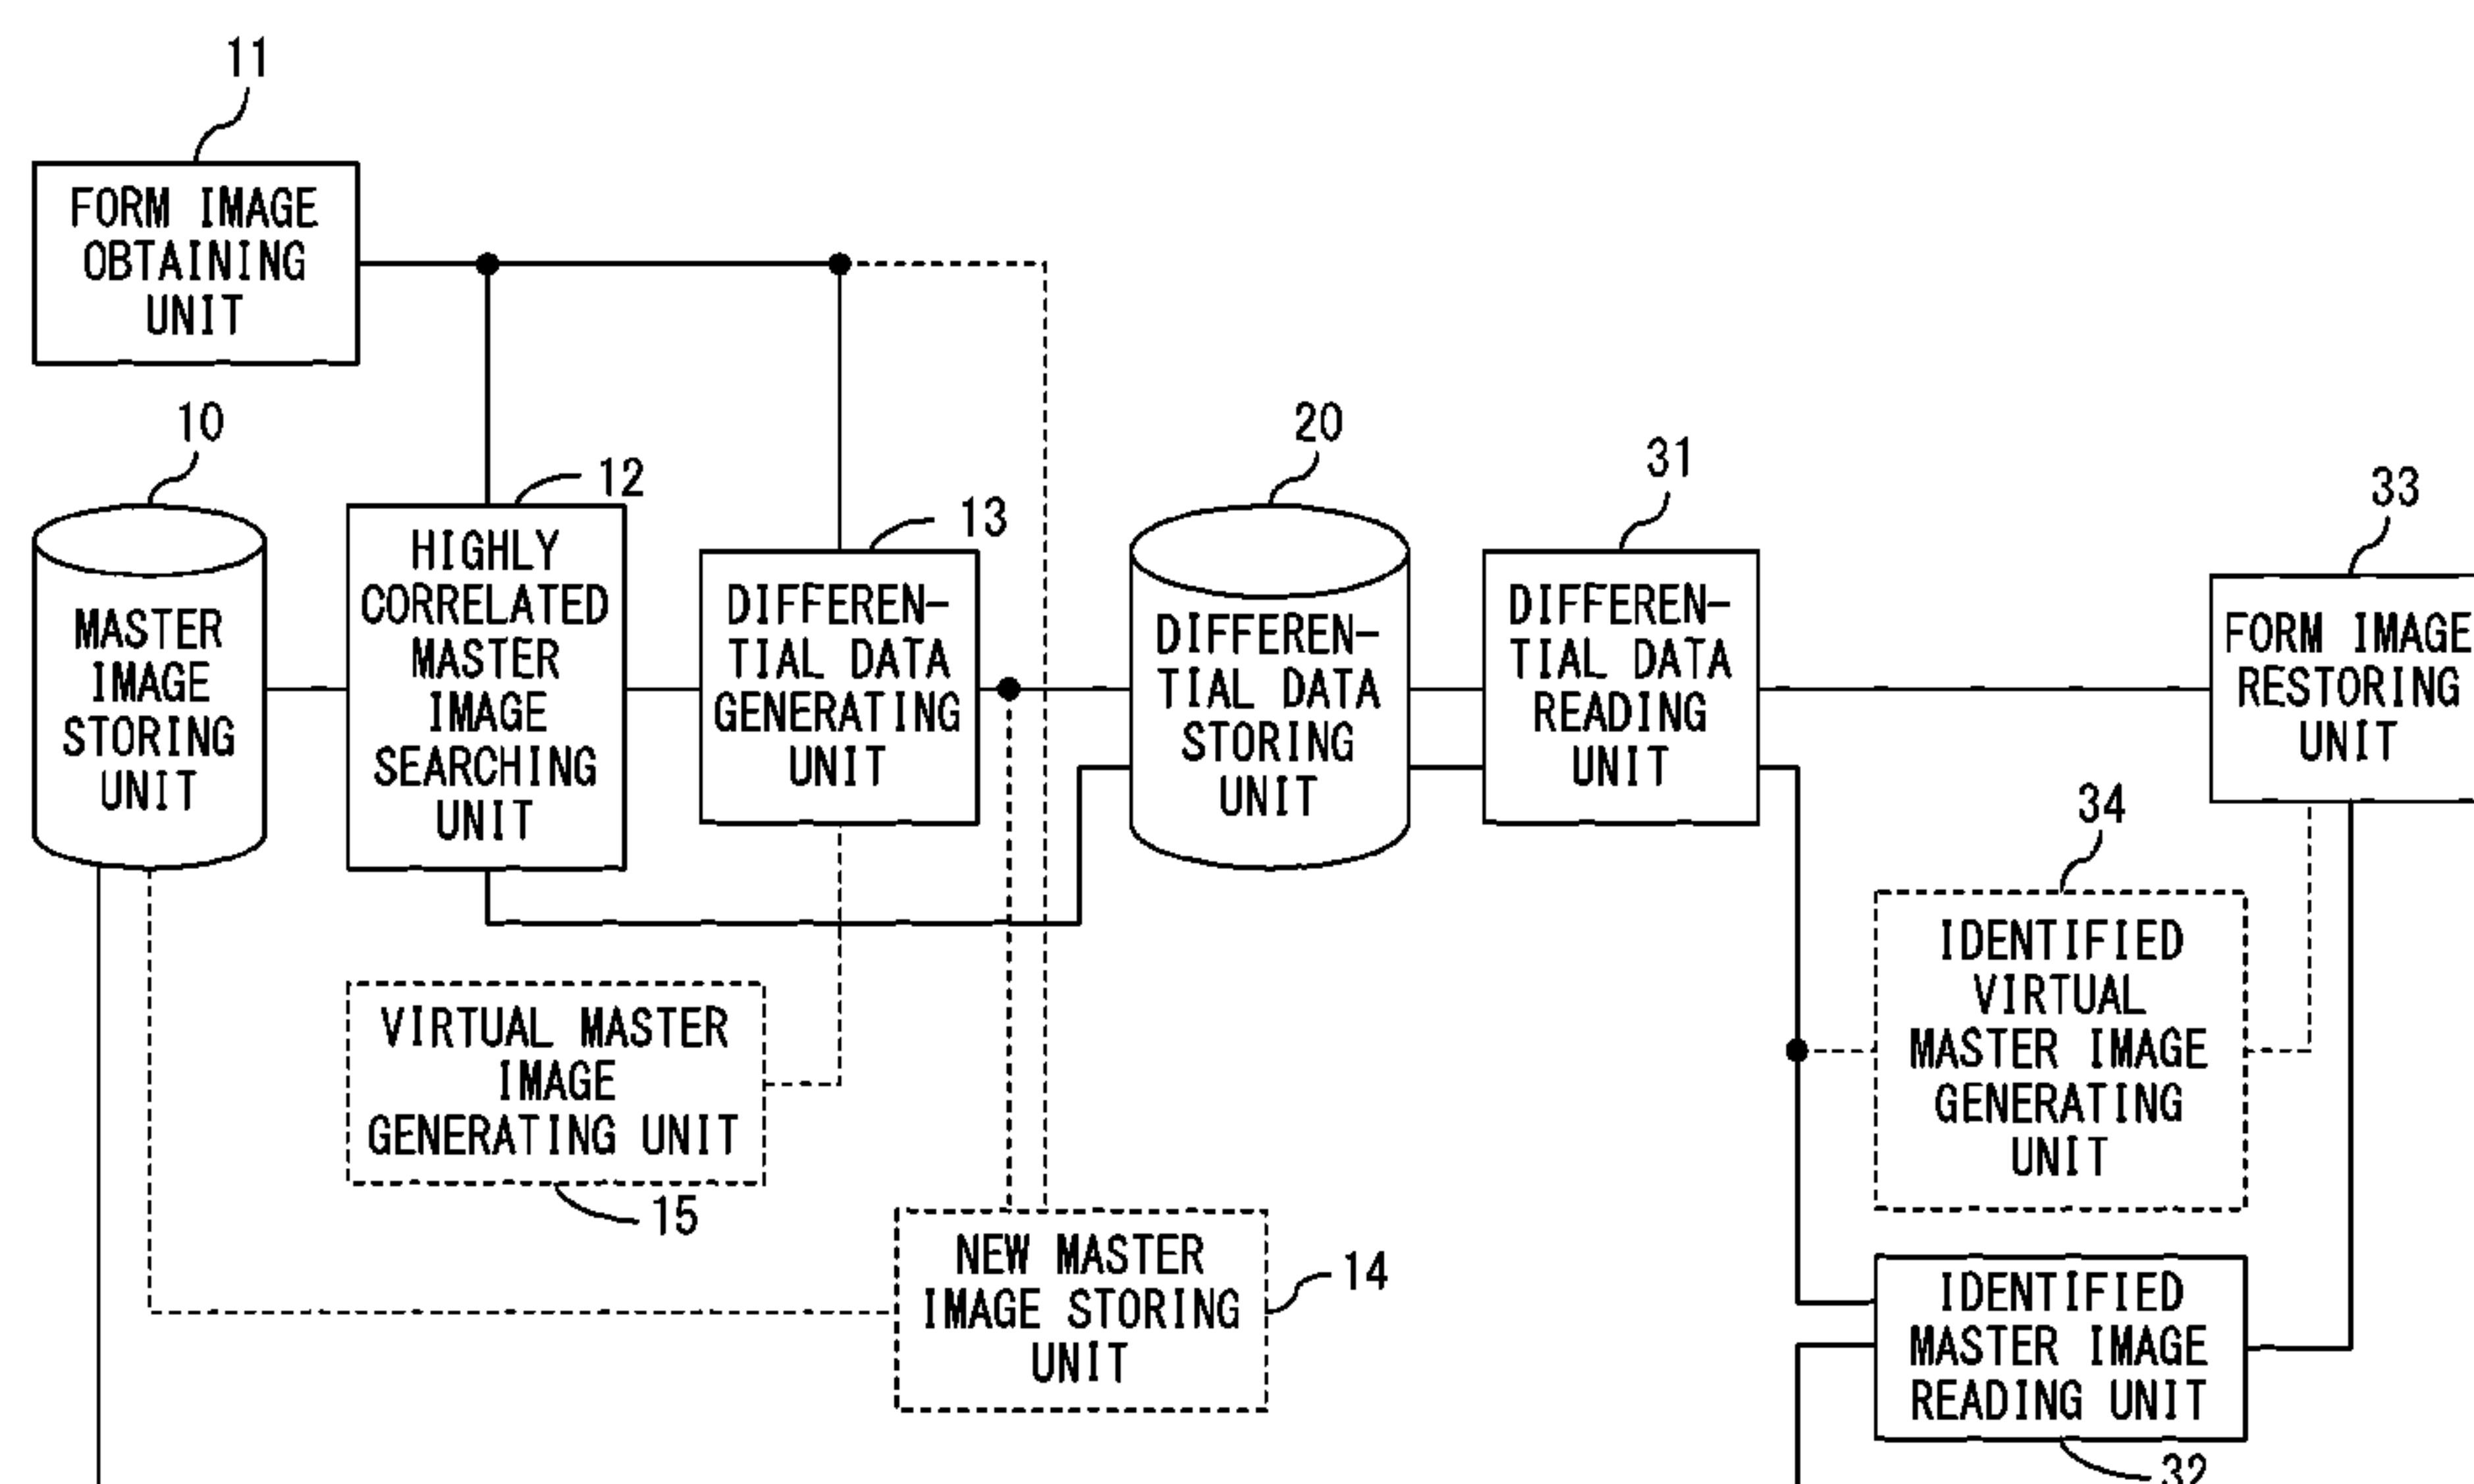 11
FORM IMAGE
OBTAINING
UNIT
10
MASTER
IMAGE
STORING
UNIT
12
HIGHLY
CORRELATED
MASTER
IMAGE
SEARCHING
UNIT
13
DIFFEREN-
TIAL DATA
GENERATING
UNIT
20
DIFFEREN-
TIAL DATA
STORING
UNIT
31
DIFFEREN-
TIAL DATA
READING
UNIT
33
FORM IMAGE
RESTORING
UNIT
34
IDENTIFIED
VIRTUAL
MASTER IMAGE
GENERATING
UNIT
VIRTUAL MASTER
IMAGE
GENERATING UNIT
15
NEW MASTER
IMAGE STORING
UNIT
14
IDENTIFIED
MASTER IMAGE
READING UNIT
32